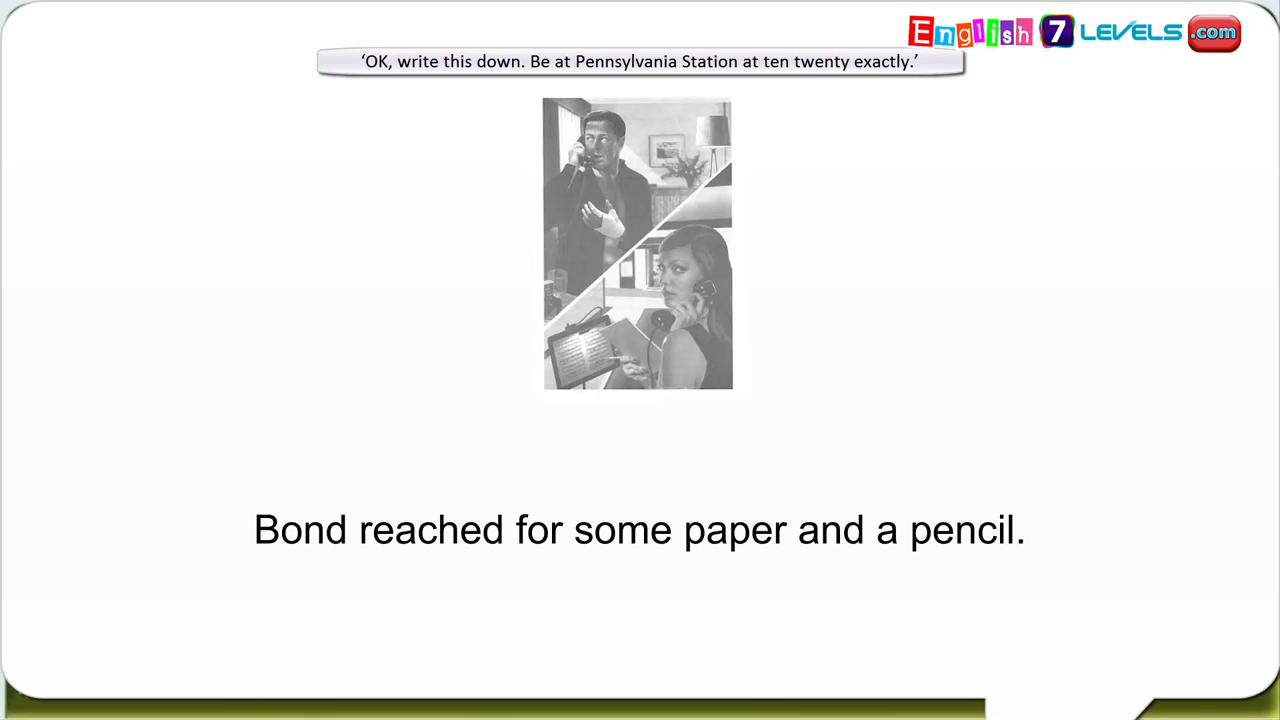 English 7 LEVELS .com
‘OK, write this down. Be at Pennsylvania Station at ten twenty exactly.’
Bond reached for some paper and a pencil.